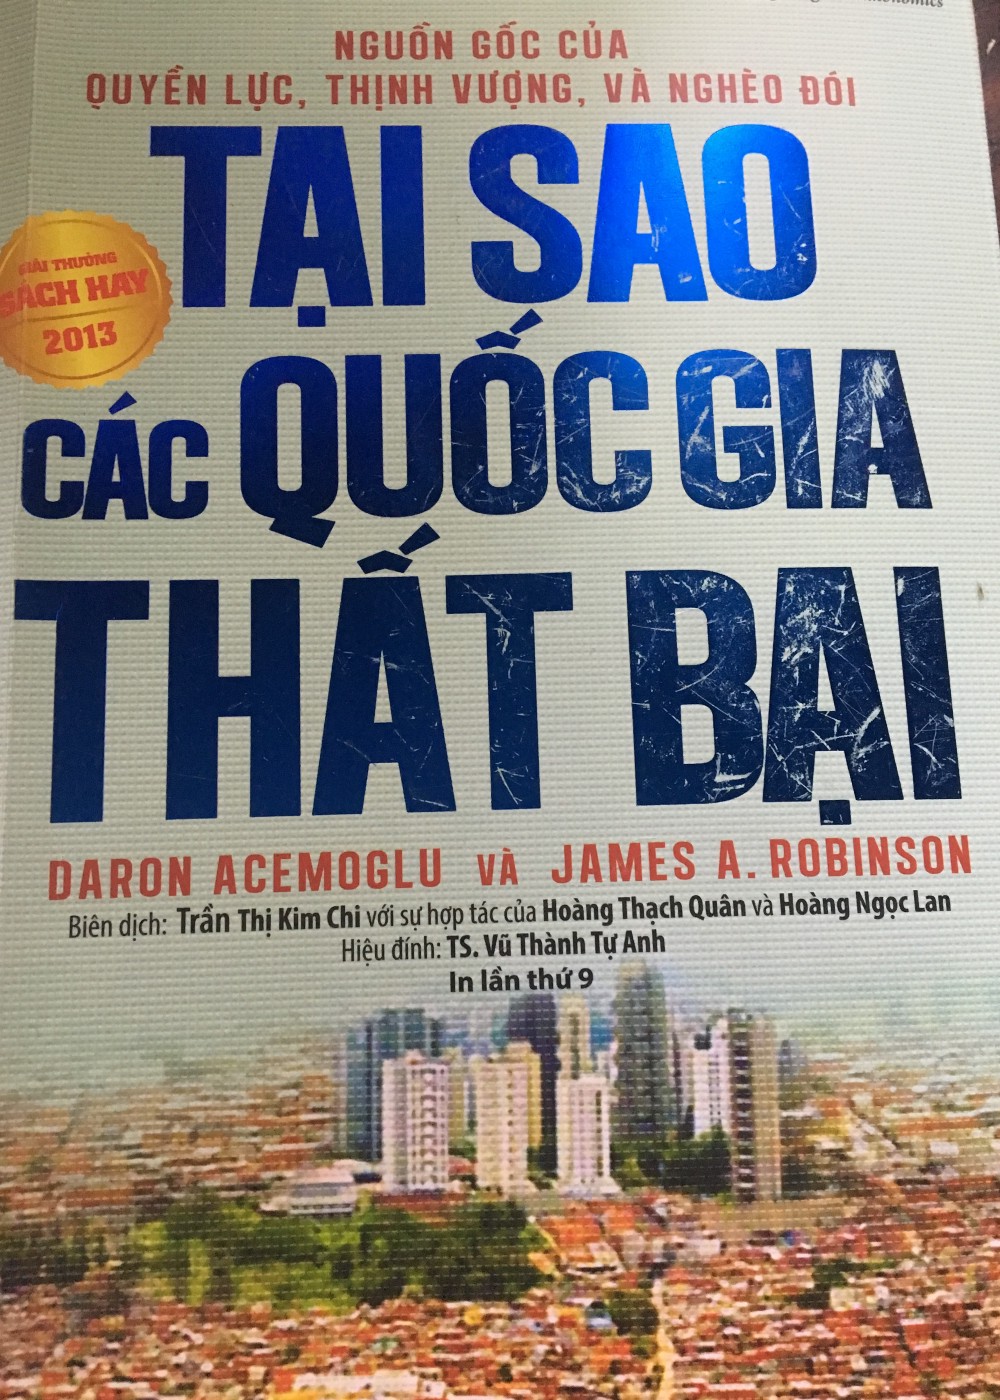 NGUỒN GỐC CỦA
QUYỀN LỰC, THỊNH VƯỢNG, VÀ NGHÈO ĐÓI
TẠI SAO
GIẢI THƯỞNG
SÁCH HAY
2013
CÁC QUỐC GIA
THẤT BẠI
DARON ACEMOGLU VÀ JAMES A. ROBINSON
Biên dịch: Trần Thị Kim Chi với sự hợp tác của Hoàng Thạch Quân và Hoàng Ngọc Lan
Hiệu đính: TS. Vũ Thành Tự Anh
In lần thứ 9